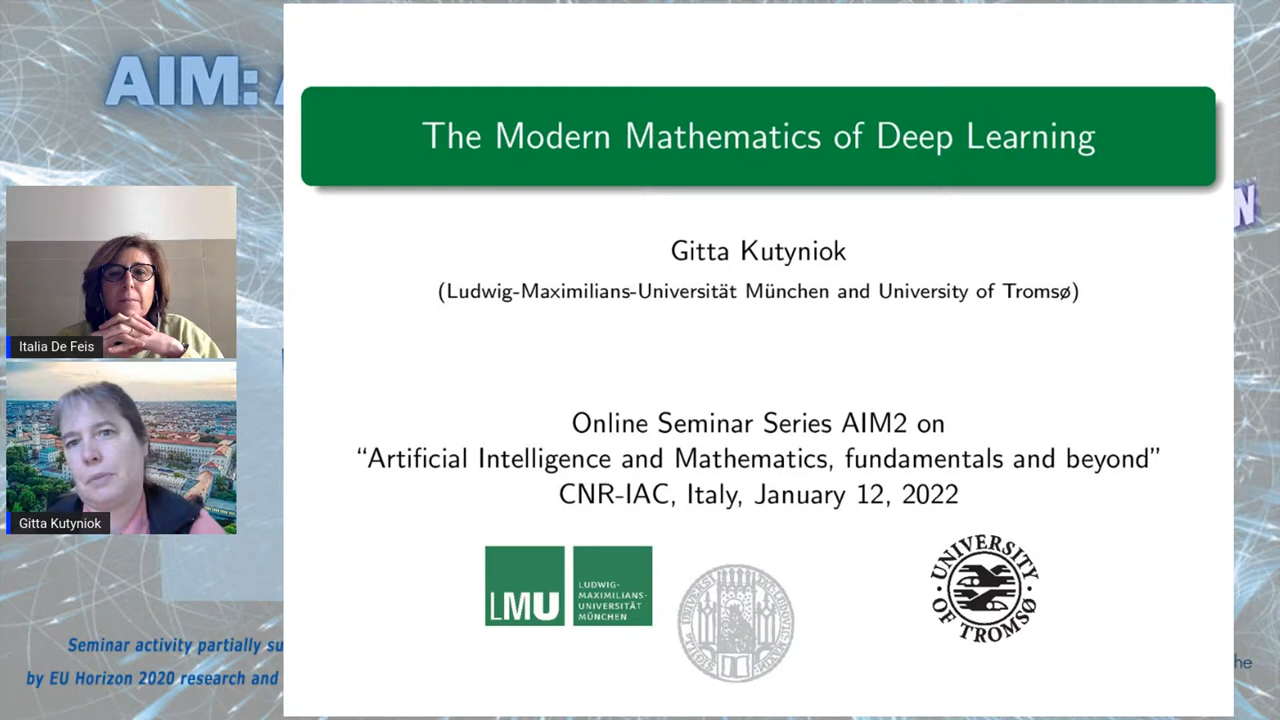 AIM:
The Modern Mathematics of Deep Learning
Gitta Kutyniok
(Ludwig-Maximilians-Universität München and University of Tromsø)
Italia De Feis
Gitta Kutyniok
Online Seminar Series AIM2 on
“Artificial Intelligence and Mathematics, fundamentals and beyond”
CNR-IAC, Italy, January 12, 2022
LMU
LUDWIG-
MAXIMILIANS-
UNIVERSITÄT
MÜNCHEN
UNIVERSITY
OF TROMSØ
Seminar activity partially su
by EU Horizon 2020 research and
N
he